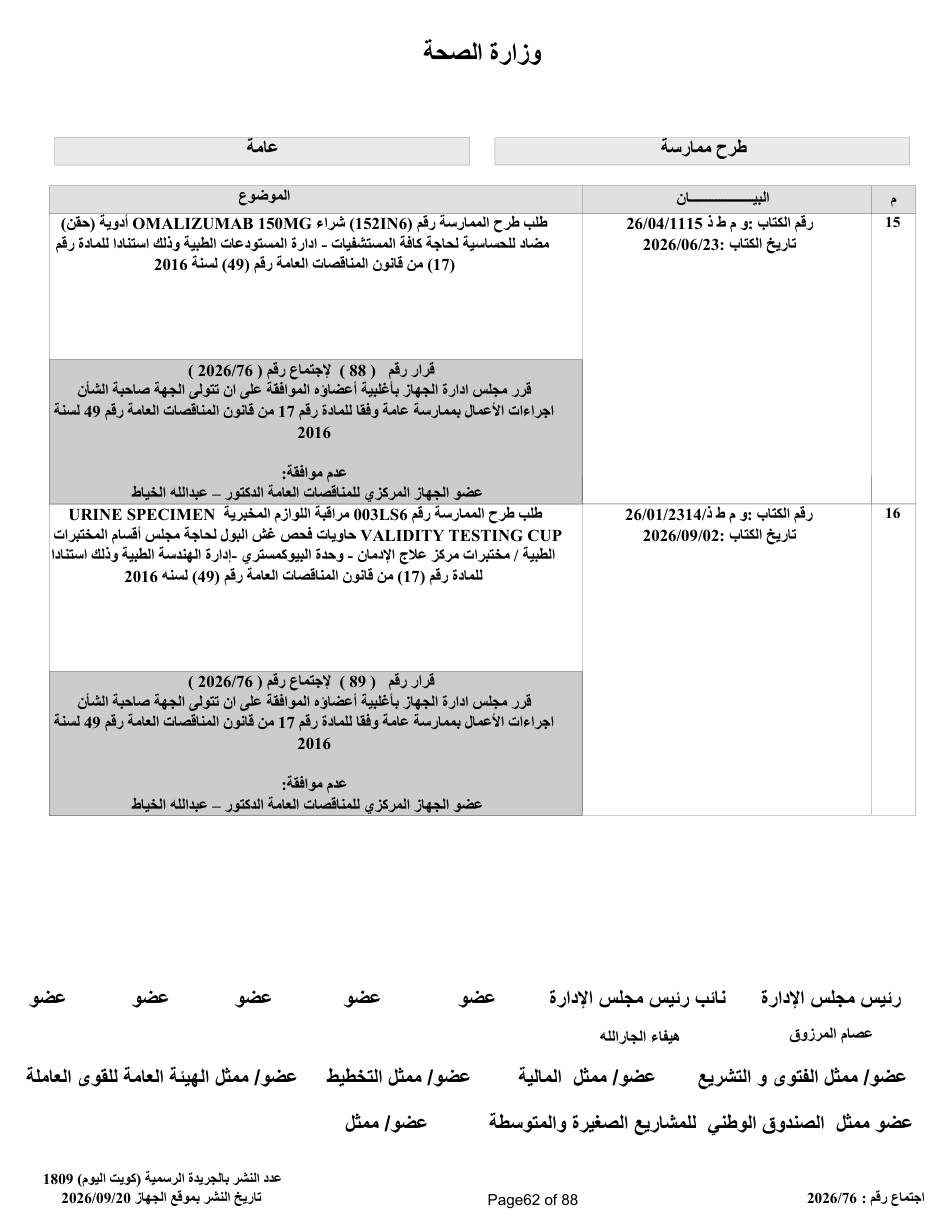 وزارة الصحة
طرح ممارسة
عامة
م
البيـــــــــــــان
الموضوع
15
رقم الكتاب :و م ط ذ 26/04/1115
تاريخ الكتاب :2026/06/23
طلب طرح الممارسة رقم (152IN6) شراء OMALIZUMAB 150MG أدوية (حقن)
مضاد للحساسية لحاجة كافة المستشفيات - ادارة المستودعات الطبية وذلك استنادا للمادة رقم
(17) من قانون المناقصات العامة رقم (49) لسنة 2016
قرار رقم ( 88 ) لإجتماع رقم ( 2026/76 )
قرر مجلس ادارة الجهاز بأغلبية أعضاؤه الموافقة على ان تتولى الجهة صاحبة الشأن
اجراءات الأعمال بممارسة عامة وفقا للمادة رقم 17 من قانون المناقصات العامة رقم 49 لسنة
2016
عدم موافقة:
عضو الجهاز المركزي للمناقصات العامة الدكتور – عبدالله الخياط
16
رقم الكتاب :و م ط ذ/26/01/2314
تاريخ الكتاب :2026/09/02
طلب طرح الممارسة رقم 003LS6 مراقبة اللوازم المخبرية URINE SPECIMEN
VALIDITY TESTING CUP حاويات فحص غش البول لحاجة مجلس أقسام المختبرات
الطبية / مختبرات مركز علاج الإدمان - وحدة البيوكمستري -إدارة الهندسة الطبية وذلك استنادا
للمادة رقم (17) من قانون المناقصات العامة رقم (49) لسنه 2016
قرار رقم ( 89 ) لإجتماع رقم ( 2026/76 )
قرر مجلس ادارة الجهاز بأغلبية أعضاؤه الموافقة على ان تتولى الجهة صاحبة الشأن
اجراءات الأعمال بممارسة عامة وفقا للمادة رقم 17 من قانون المناقصات العامة رقم 49 لسنة
2016
عدم موافقة:
عضو الجهاز المركزي للمناقصات العامة الدكتور – عبدالله الخياط
رئيس مجلس الإدارة نائب رئيس مجلس الإدارة عضو عضو عضو عضو عضو
عصام المرزوق هيفاء الجارالله
عضو/ ممثل الفتوى و التشريع عضو/ ممثل المالية عضو/ ممثل التخطيط عضو/ ممثل الهيئة العامة للقوى العاملة
عضو ممثل الصندوق الوطني للمشاريع الصغيرة والمتوسطة عضو/ ممثل
عدد النشر بالجريدة الرسمية (كويت اليوم) 1809
اجتماع رقم : 2026/76 Page62 of 88 تاريخ النشر بموقع الجهاز 2026/09/20